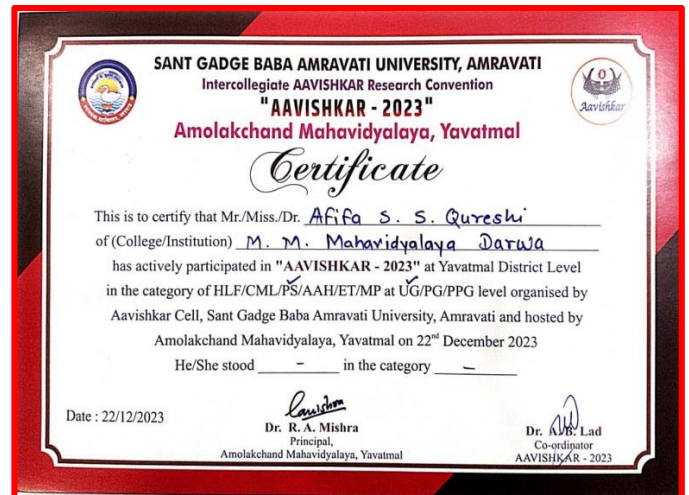 SANT GADGE BABA AMRAVATI UNIVERSITY, AMRAVATI
Intercollegiate AAVISHKAR Research Convention
"AAVISHKAR - 2023"
Aavishkar
Amolakchand Mahavidyalaya, Yavatmal
Certificate
This is to certify that Mr./Miss./Dr. Afifa S. S. Qureshi
of (College/Institution) M. M. Mahavidyalaya Darwa
has actively participated in "AAVISHKAR - 2023" at Yavatmal District Level
in the category of HLF/CML/PS/AAH/ET/MP at UG/PG/PPG level organised by
Aavishkar Cell, Sant Gadge Baba Amravati University, Amravati and hosted by
Amolakchand Mahavidyalaya, Yavatmal on 22nd December 2023
He/She stood - in the category -
Date : 22/12/2023
Dr. R. A. Mishra
Principal,
Amolakchand Mahavidyalaya, Yavatmal
Dr. A. B. Lad
Co-ordinator
AAVISHKAR - 2023